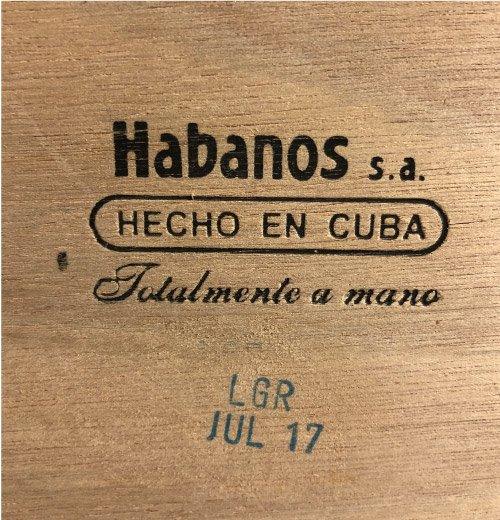 Habanos s.a.
HECHO EN CUBA
Totalmente a mano
LGR
JUL 17